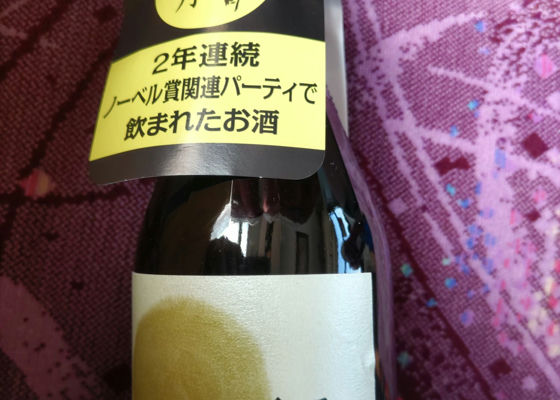 2年連続
ノーベル賞関連パーティで
飲まれたお酒